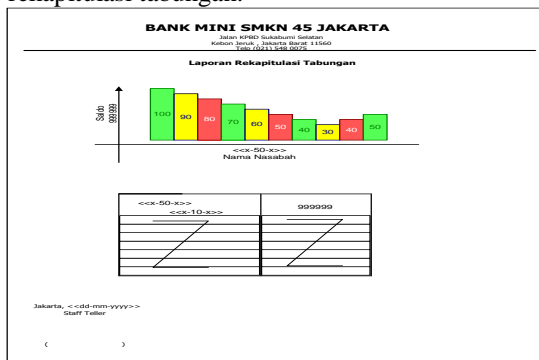 rekapitulasi tabungan.
BANK MINI SMKN 45 JAKARTA
Jalan KPBD Sukabumi Selatan
Kebon Jeruk , Jakarta Barat 11560
Telp (021) 548 0075
Laporan Rekapitulasi Tabungan
Saldo
999999
100 90 80 70 60 50 40 30 40 50
<<x-50-x>>
Nama Nasabah
<<x-50-x>> 999999
<<x-10-x>>
Jakarta, <<dd-mm-yyyy>>
Staff Teller
( )